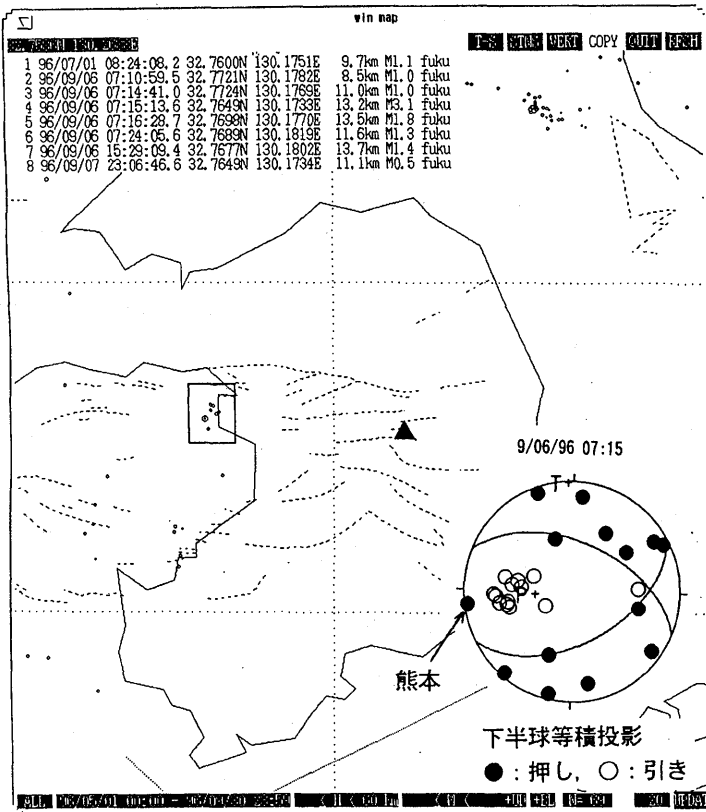 win map
COPY QUIT
1 96/07/01 08:24:08.2 32.7600N 130.1751E 9.7km M1.1 fuku
2 96/09/06 07:10:59.5 32.7721N 130.1782E 8.5km M1.0 fuku
3 96/09/06 07:14:41.0 32.7724N 130.1769E 11.0km M1.0 fuku
4 96/09/06 07:15:13.6 32.7649N 130.1733E 13.2km M3.1 fuku
5 96/09/06 07:16:28.7 32.7698N 130.1770E 13.5km M1.8 fuku
6 96/09/06 07:24:05.6 32.7689N 130.1819E 11.6km M1.3 fuku
7 96/09/06 15:29:09.4 32.7677N 130.1802E 13.7km M1.4 fuku
8 96/09/07 23:06:46.6 32.7649N 130.1734E 11.1km M0.5 fuku
9/06/96 07:15
T
P
熊本
下半球等積投影
●：押し，○：引き
ALL